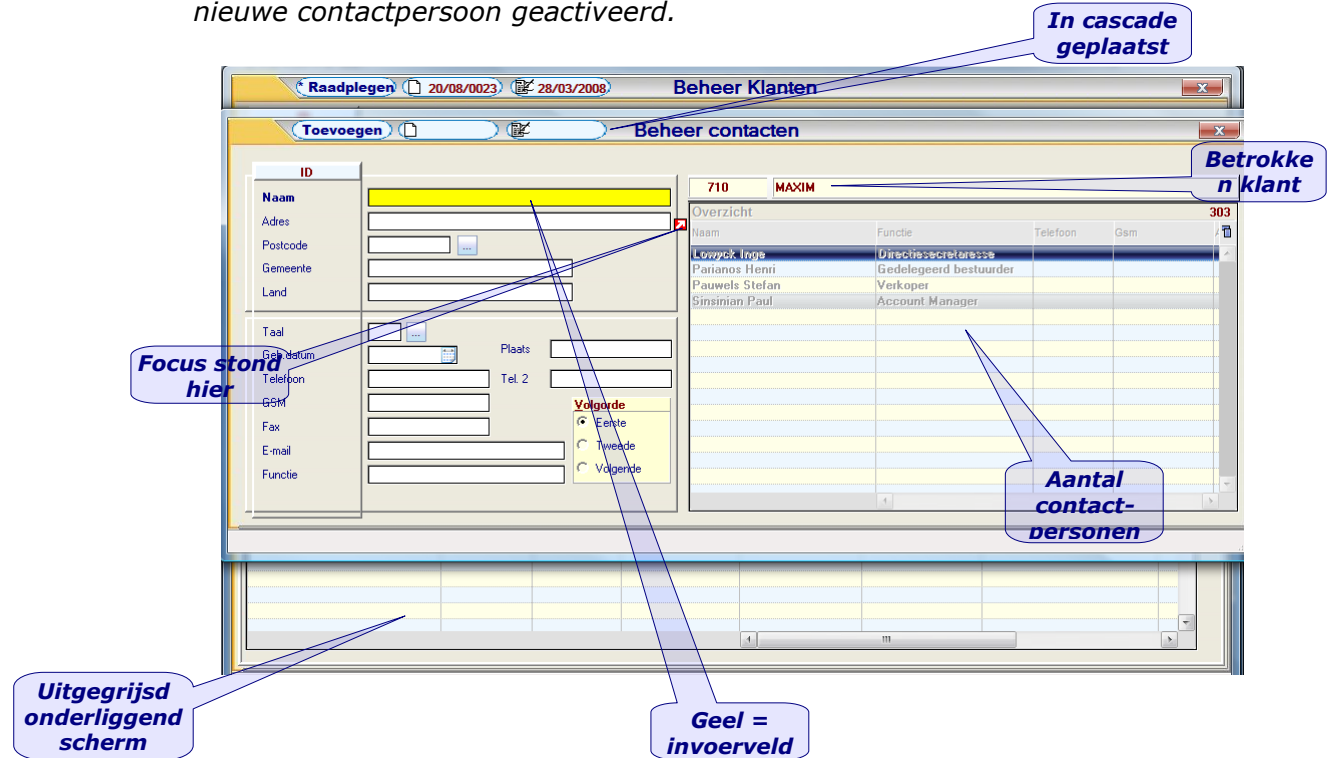 nieuwe contactpersoon geactiveerd.
In cascade
geplaatst
* Raadplegen 20/08/0023 28/03/2008 Beheer Klanten x
Toevoegen Beheer contacten x
Betrokke
n klant
ID
710 MAXIM
Naam
Adres
Postcode ...
Gemeente
Land
Overzicht 303
Naam Functie Telefoon Gsm
Lowyck Inge Directiesecretaresse
Parianos Henri Gedelegeerd bestuurder
Pauwels Stefan Verkoper
Sinsinian Paul Account Manager
Taal ...
Geb.datum Plaats
Telefoon Tel. 2
GSM
Fax
E-mail
Functie
Volgorde
Eerste
Tweede
Volgende
Focus stond
hier
Aantal
contact-
personen
Uitgegrijsd
onderliggend
scherm
Geel =
invoerveld